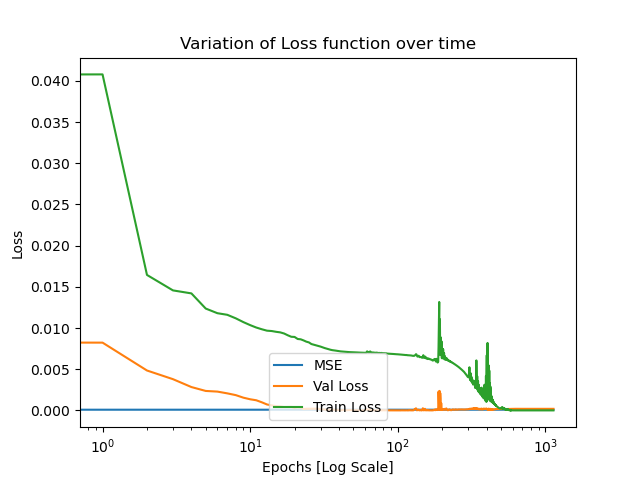 Variation of Loss function over time
0.040
0.035
0.030
0.025
0.020
0.015
0.010
0.005
0.000
Loss
MSE
Val Loss
Train Loss
10⁰ 10¹ 10² 10³
Epochs [Log Scale]